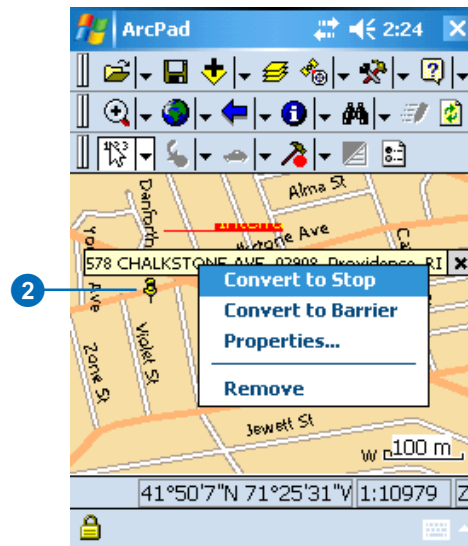 ArcPad 2:24
Alma St
Danforth
Ave
578 CHALKSTONE AVE, 02908, Providence, RI
2
Convert to Stop
Ave
Convert to Barrier
Violet St
Properties...
Zone St
Remove
Jewett St
100 m
41°50'7"N 71°25'31"W 1:10979 Z